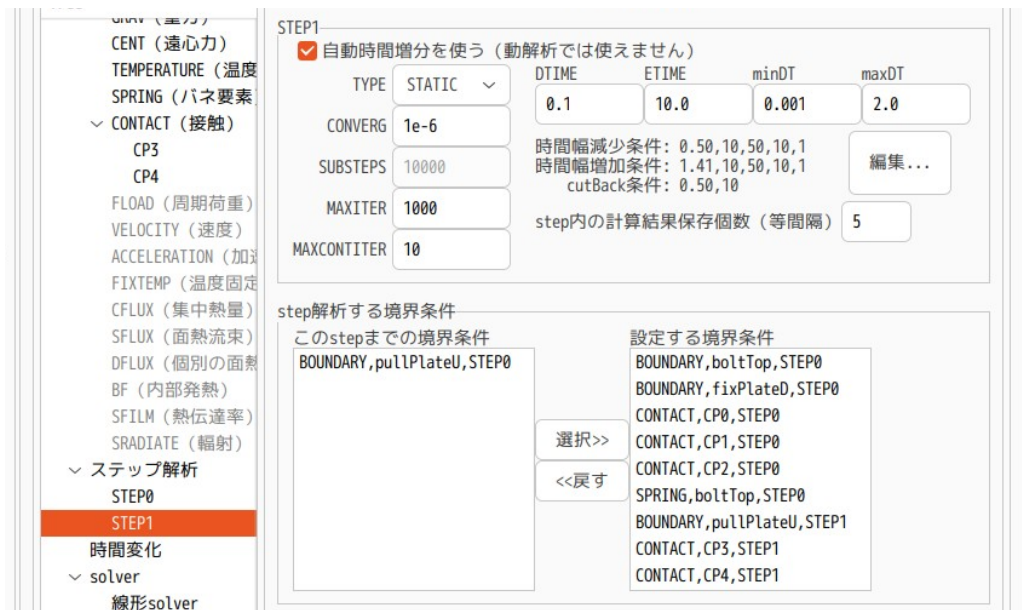 GRAV (重力)
CENT (遠心力)
TEMPERATURE (温度
SPRING (バネ要素
CONTACT (接触)
CP3
CP4
FLOAD (周期荷重)
VELOCITY (速度)
ACCELERATION (加速
FIXTEMP (温度固定
CFLUX (集中熱量)
SFLUX (面熱流束)
DFLUX (個別の面熱
BF (内部発熱)
SFILM (熱伝達率)
SRADIATE (輻射)
ステップ解析
STEP0
STEP1
時間変化
solver
線形solver
STEP1
自動時間増分を使う (動解析では使えません)
TYPE STATIC
CONVERG 1e-6
SUBSTEPS 10000
MAXITER 1000
MAXCONTITER 10
DTIME ETIME minDT maxDT
0.1 10.0 0.001 2.0
時間幅減少条件: 0.50,10,50,10,1
時間幅増加条件: 1.41,10,50,10,1
cutBack条件: 0.50,10
編集...
step内の計算結果保存個数 (等間隔) 5
step解析する境界条件
このstepまでの境界条件
BOUNDARY,pullPlateU,STEP0
選択>>
<<戻す
設定する境界条件
BOUNDARY,boltTop,STEP0
BOUNDARY,fixPlateD,STEP0
CONTACT,CP0,STEP0
CONTACT,CP1,STEP0
CONTACT,CP2,STEP0
SPRING,boltTop,STEP0
BOUNDARY,pullPlateU,STEP1
CONTACT,CP3,STEP1
CONTACT,CP4,STEP1